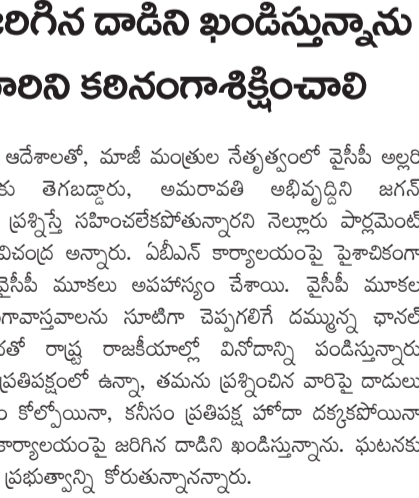 జరిగిన దాడిని ఖండిస్తున్నాను
వారిని కఠినంగాశిక్షించాలి
ఆదేశాలతో, మాజీ మంత్రుల నేతృత్వంలో వైసీపీ అల్లరి
కు తెగబడ్డారు, అమరావతి అభివృద్దిని జగన్
ప్రశ్నిస్తే సహించలేకపోతున్నారని నెల్లూరు పార్లమెంట్
విచంద్ర అన్నారు. ఏబీఎన్ కార్యాలయంపై పైశాచికంగా
వైసీపీ మూకలు అపహాస్యం చేశాయి. వైసీపీ మూకల
గావాస్తవాలను సూటిగా చెప్పగలిగే దమ్మున్న ఛానల్
తో రాష్ట్ర రాజకీయాల్లో వినోదాన్ని పండిస్తున్నారు
ప్రతిపక్షంలో ఉన్నా, తమను ప్రశ్నించిన వారిపై దాడులు
కోల్పోయినా, కనీసం ప్రతిపక్ష హోదా దక్కకపోయినా
కార్యాలయంపై జరిగిన దాడిని ఖండిస్తున్నాను. ఘటనకు
ప్రభుత్వాన్ని కోరుతున్నానన్నారు.